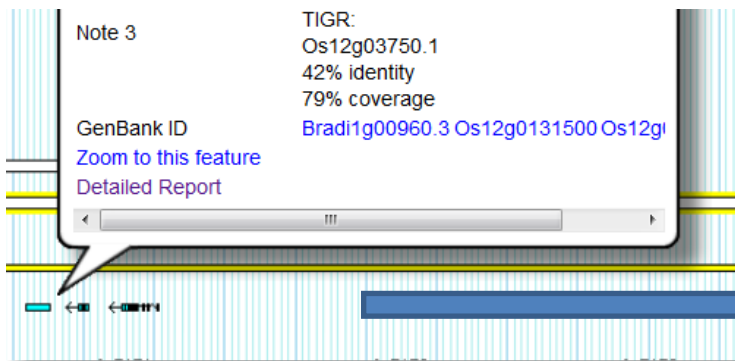 Note 3
TIGR:
Os12g03750.1
42% identity
79% coverage
GenBank ID
Bradi1g00960.3 Os12g0131500
Zoom to this feature
Detailed Report